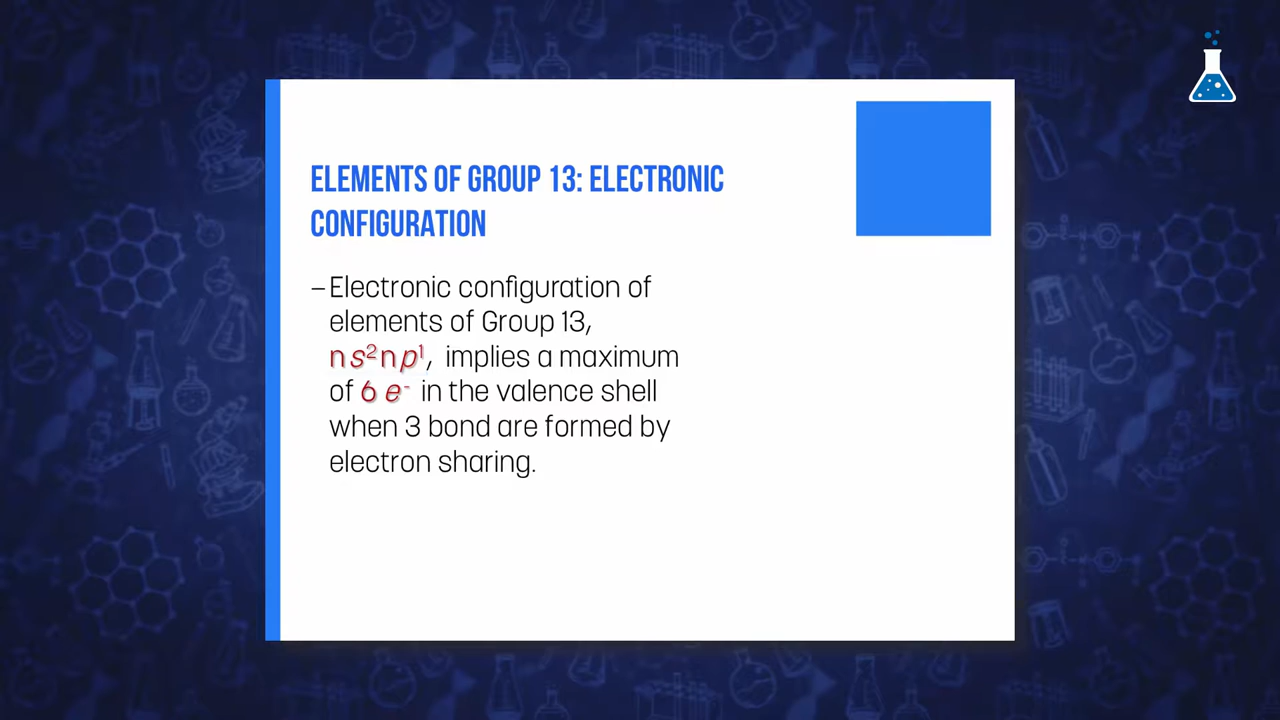 ELEMENTS OF GROUP 13: ELECTRONIC
CONFIGURATION
–Electronic configuration of
elements of Group 13,
ns²np¹, implies a maximum
of 6 e⁻ in the valence shell
when 3 bond are formed by
electron sharing.